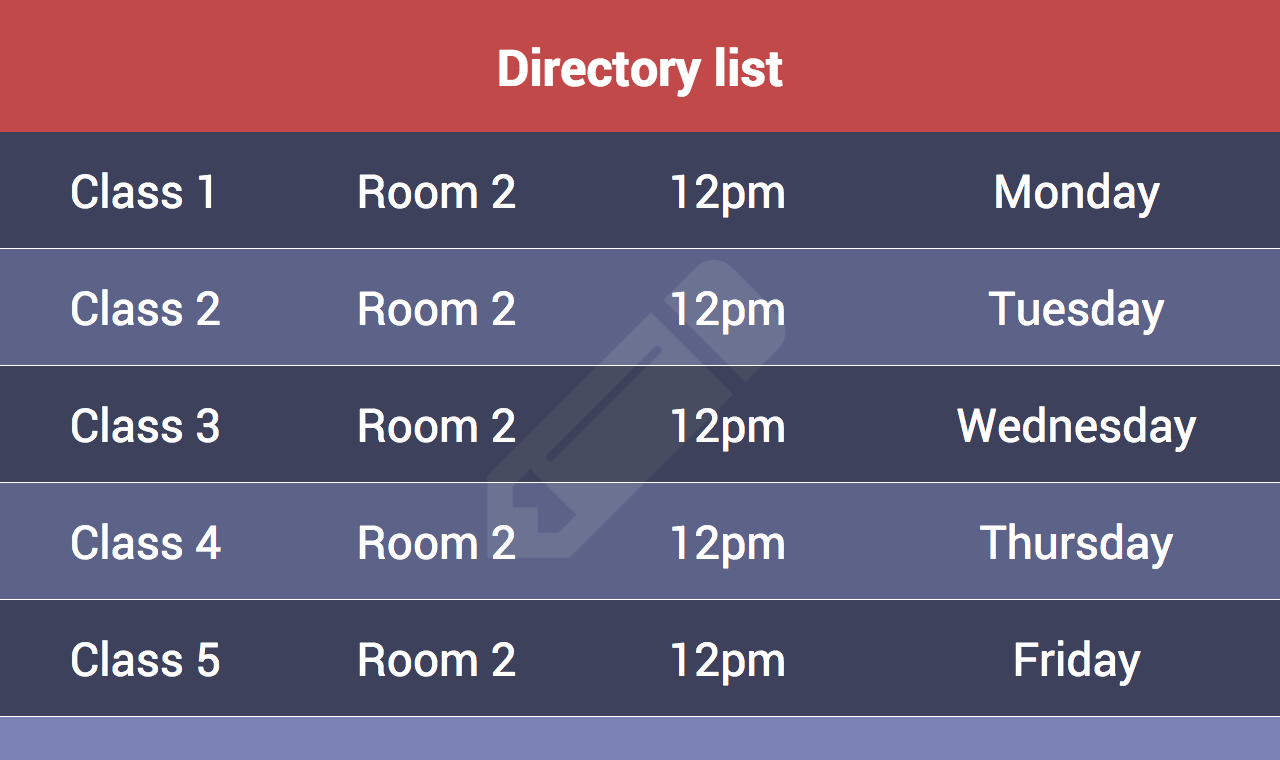 Directory list
Class 1 Room 2 12pm Monday
Class 2 Room 2 12pm Tuesday
Class 3 Room 2 12pm Wednesday
Class 4 Room 2 12pm Thursday
Class 5 Room 2 12pm Friday